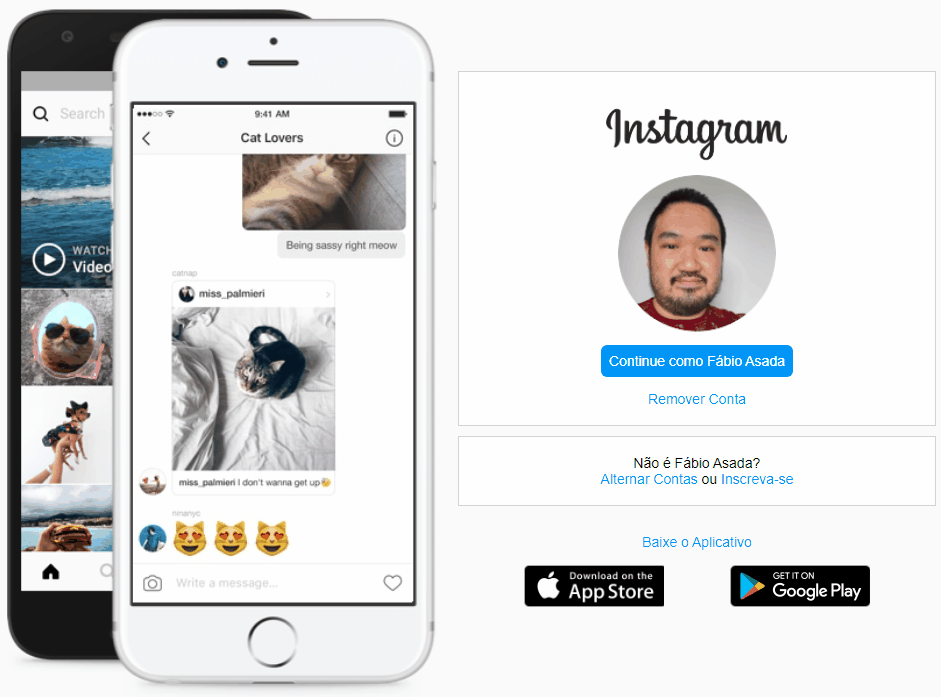 Search
WATCH
Video
9:41 AM
Cat Lovers
Being sassy right meow
catnap
miss_palmieri
miss_palmieri I don't wanna get up😴
ninanyc
😻 😻 😻
Write a message...
Instagram
Continue como Fábio Asada
Remover Conta
Não é Fábio Asada?
Alternar Contas ou Inscreva-se
Baixe o Aplicativo
Download on the
App Store
GET IT ON
Google Play